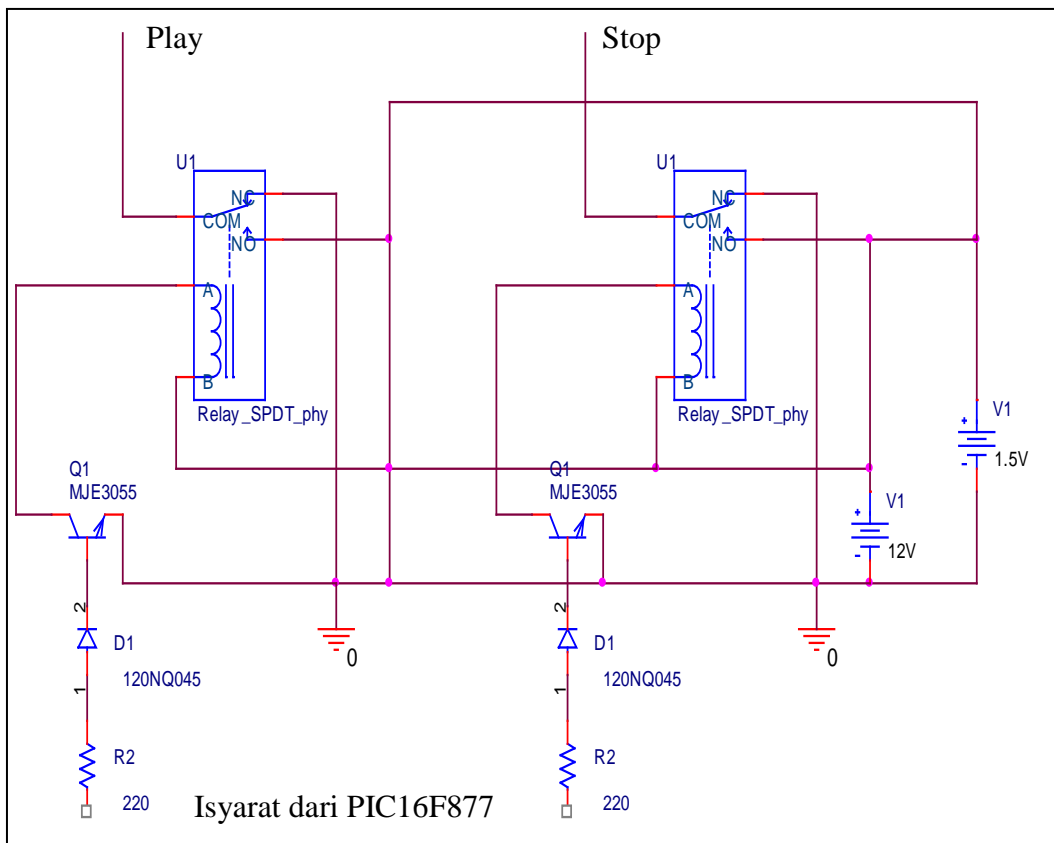 Play
Stop
U1
NC
COM
NO
A
B
Relay_SPDT_phy
U1
NC
COM
NO
A
B
Relay_SPDT_phy
V1
+
-
1.5V
V1
+
-
12V
Q1
MJE3055
Q1
MJE3055
2
D1
120NQ045
1
R2
220
0
2
D1
120NQ045
1
R2
220
0
Isyarat dari PIC16F877